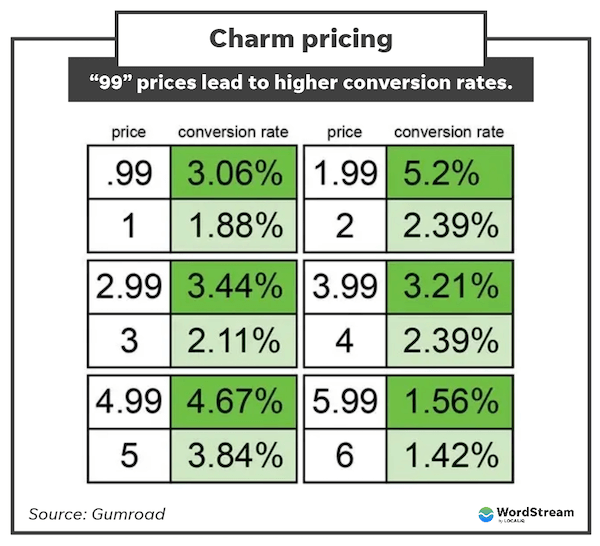 Charm pricing
“99” prices lead to higher conversion rates.
price conversion rate price conversion rate
.99 3.06% 1.99 5.2%
1 1.88% 2 2.39%
2.99 3.44% 3.99 3.21%
3 2.11% 4 2.39%
4.99 4.67% 5.99 1.56%
5 3.84% 6 1.42%
Source: Gumroad
WordStream
by LOCALiQ